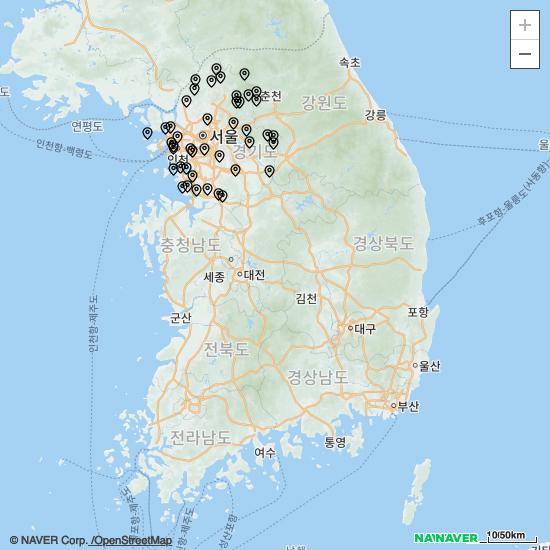 +
−
속초
춘천
강원도
강릉
연평도
서울
인천
경기도
인천항-백령도
울
후포항-울릉도(사동항)
충청남도
경상북도
세종
대전
인천항-제주도
김천
군산
포항
대구
전북도
경상남도
울산
부산
전라남도
통영
여수
© NAVER Corp. /OpenStreetMap
NAVER
10/50km